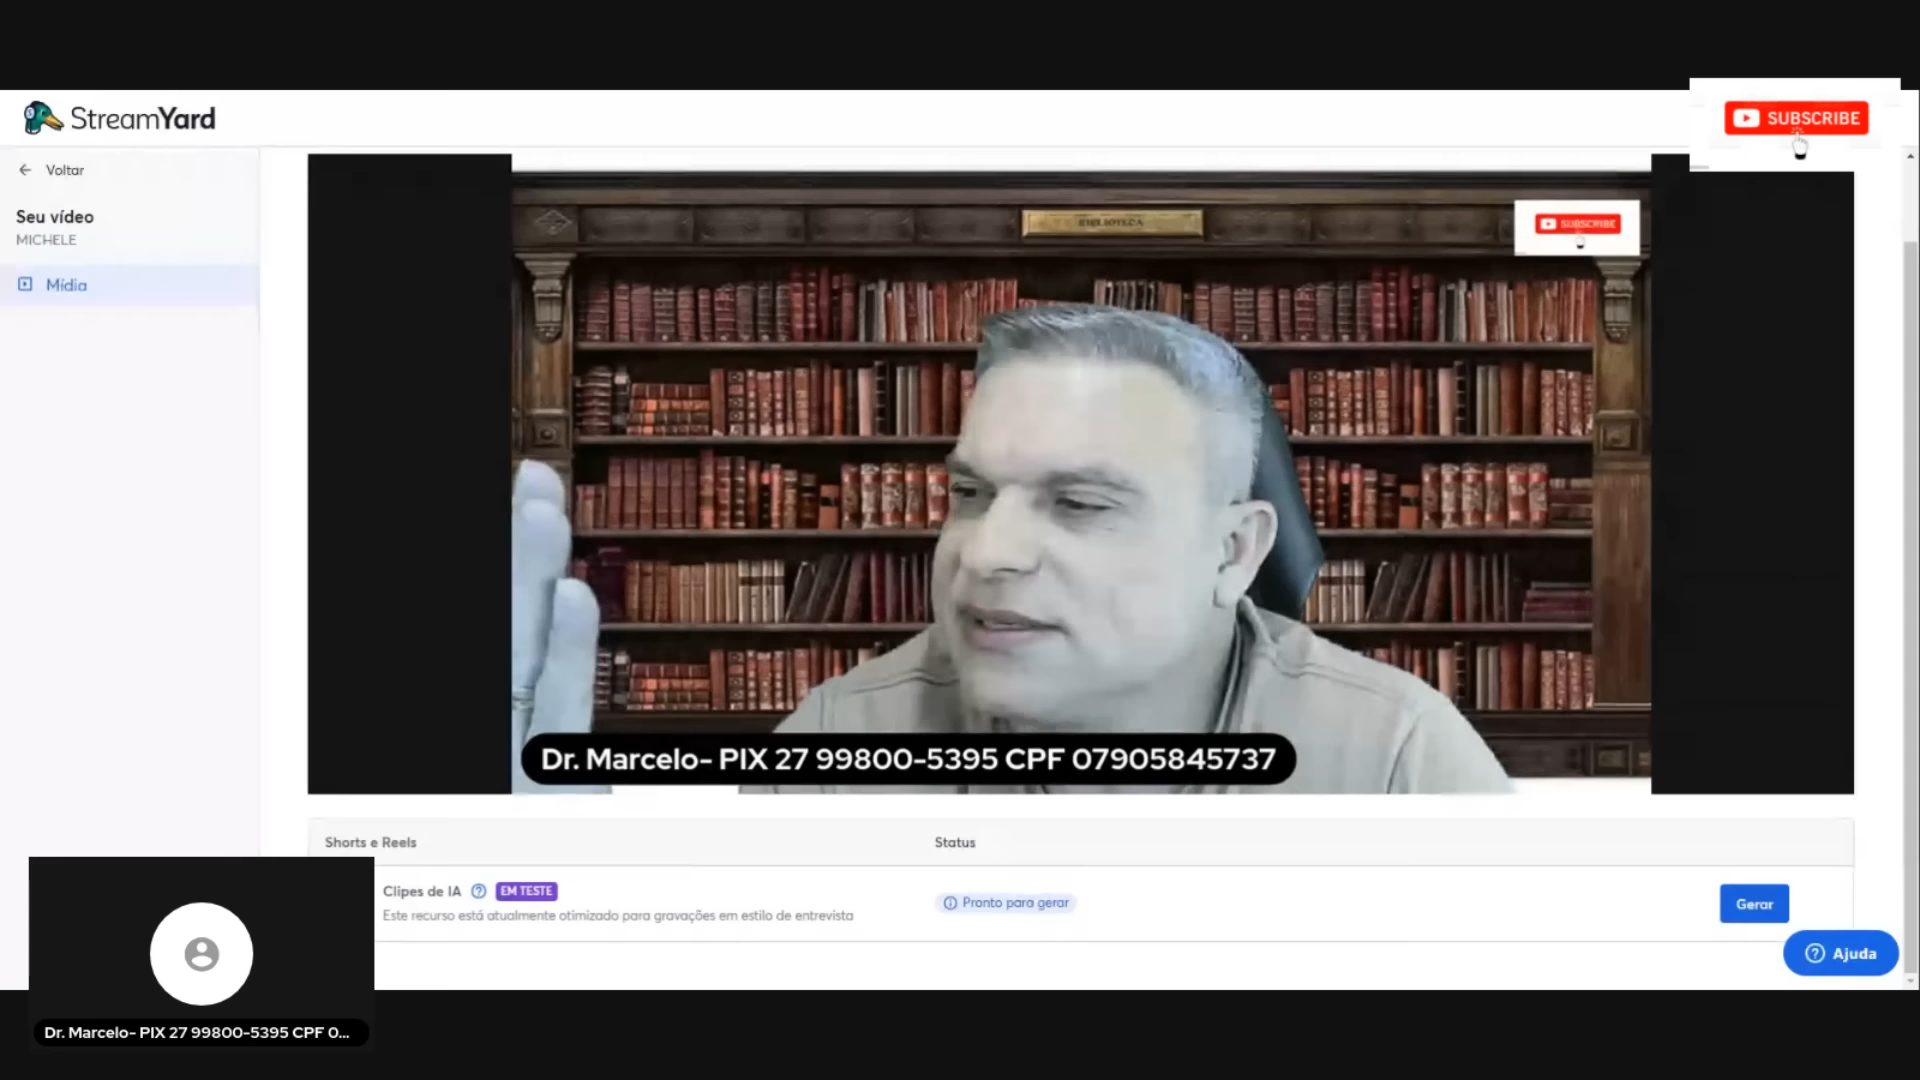 StreamYard
SUBSCRIBE
Voltar
Seu vídeo
MICHELE
Mídia
BIBLIOTECA
SUBSCRIBE
Dr. Marcelo- PIX 27 99800-5395 CPF 07905845737
Shorts e Reels
Status
Clipes de IA
EM TESTE
Este recurso está atualmente otimizado para gravações em estilo de entrevista
Pronto para gerar
Gerar
Ajuda
Dr. Marcelo- PIX 27 99800-5395 CPF 0...